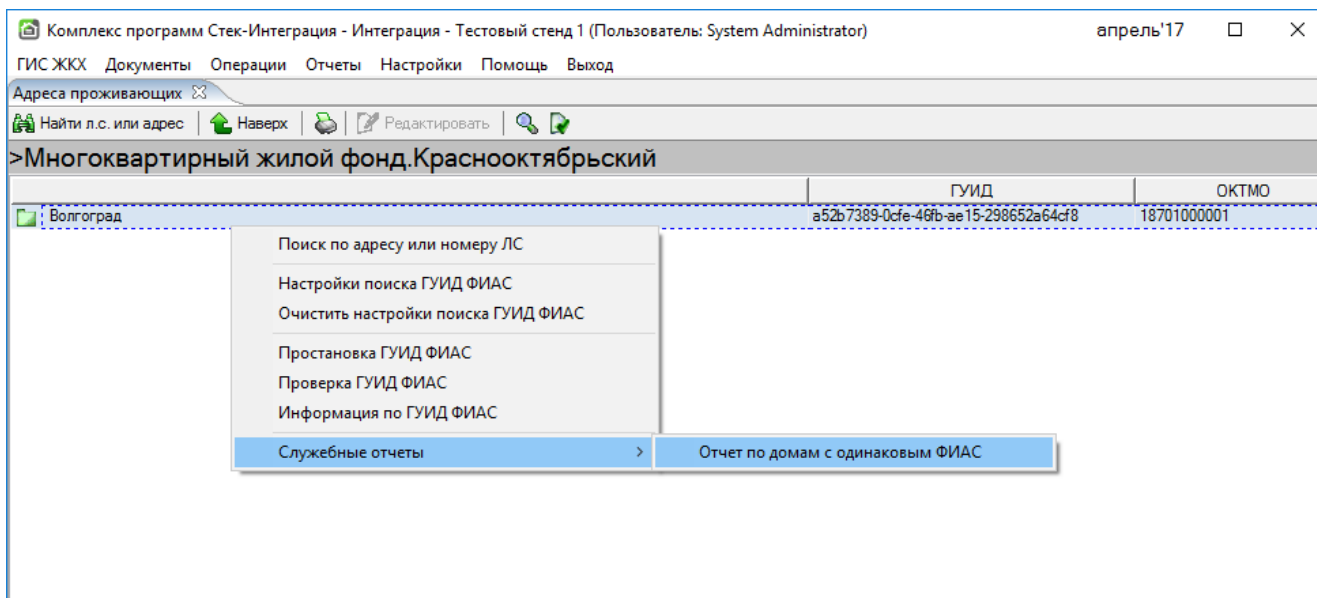 Комплекс программ Стек-Интеграция - Интеграция - Тестовый стенд 1 (Пользователь: System Administrator) апрель'17
ГИС ЖКХ Документы Операции Отчеты Настройки Помощь Выход
Адреса проживающих
Найти л.с. или адрес Наверх Редактировать
>Многоквартирный жилой фонд.Краснооктябрьский
ГУИД ОКТМО
Волгоград a52b7389-0cfe-46fb-ae15-298652a64cf8 18701000001
Поиск по адресу или номеру ЛС
Настройки поиска ГУИД ФИАС
Очистить настройки поиска ГУИД ФИАС
Простановка ГУИД ФИАС
Проверка ГУИД ФИАС
Информация по ГУИД ФИАС
Служебные отчеты Отчет по домам с одинаковым ФИАС